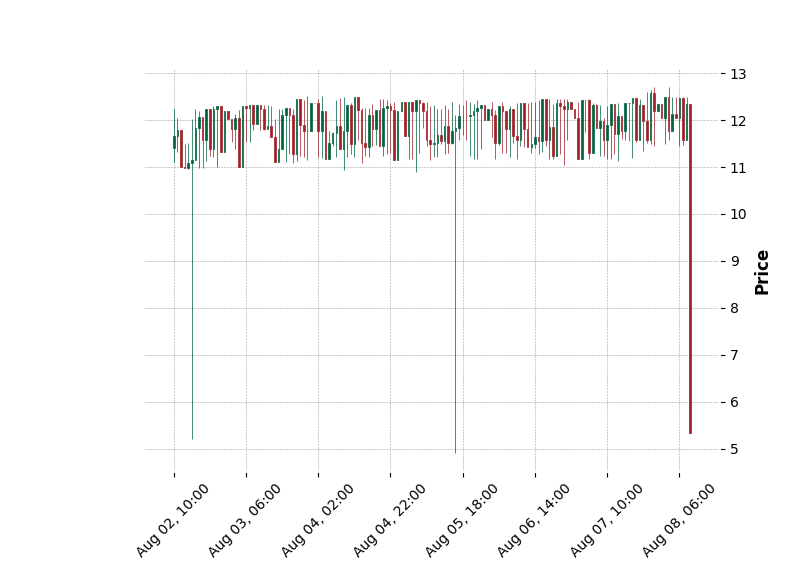 13
12
11
10
9
8
7
6
5
Price
Aug 02, 10:00
Aug 03, 06:00
Aug 04, 02:00
Aug 04, 22:00
Aug 05, 18:00
Aug 06, 14:00
Aug 07, 10:00
Aug 08, 06:00